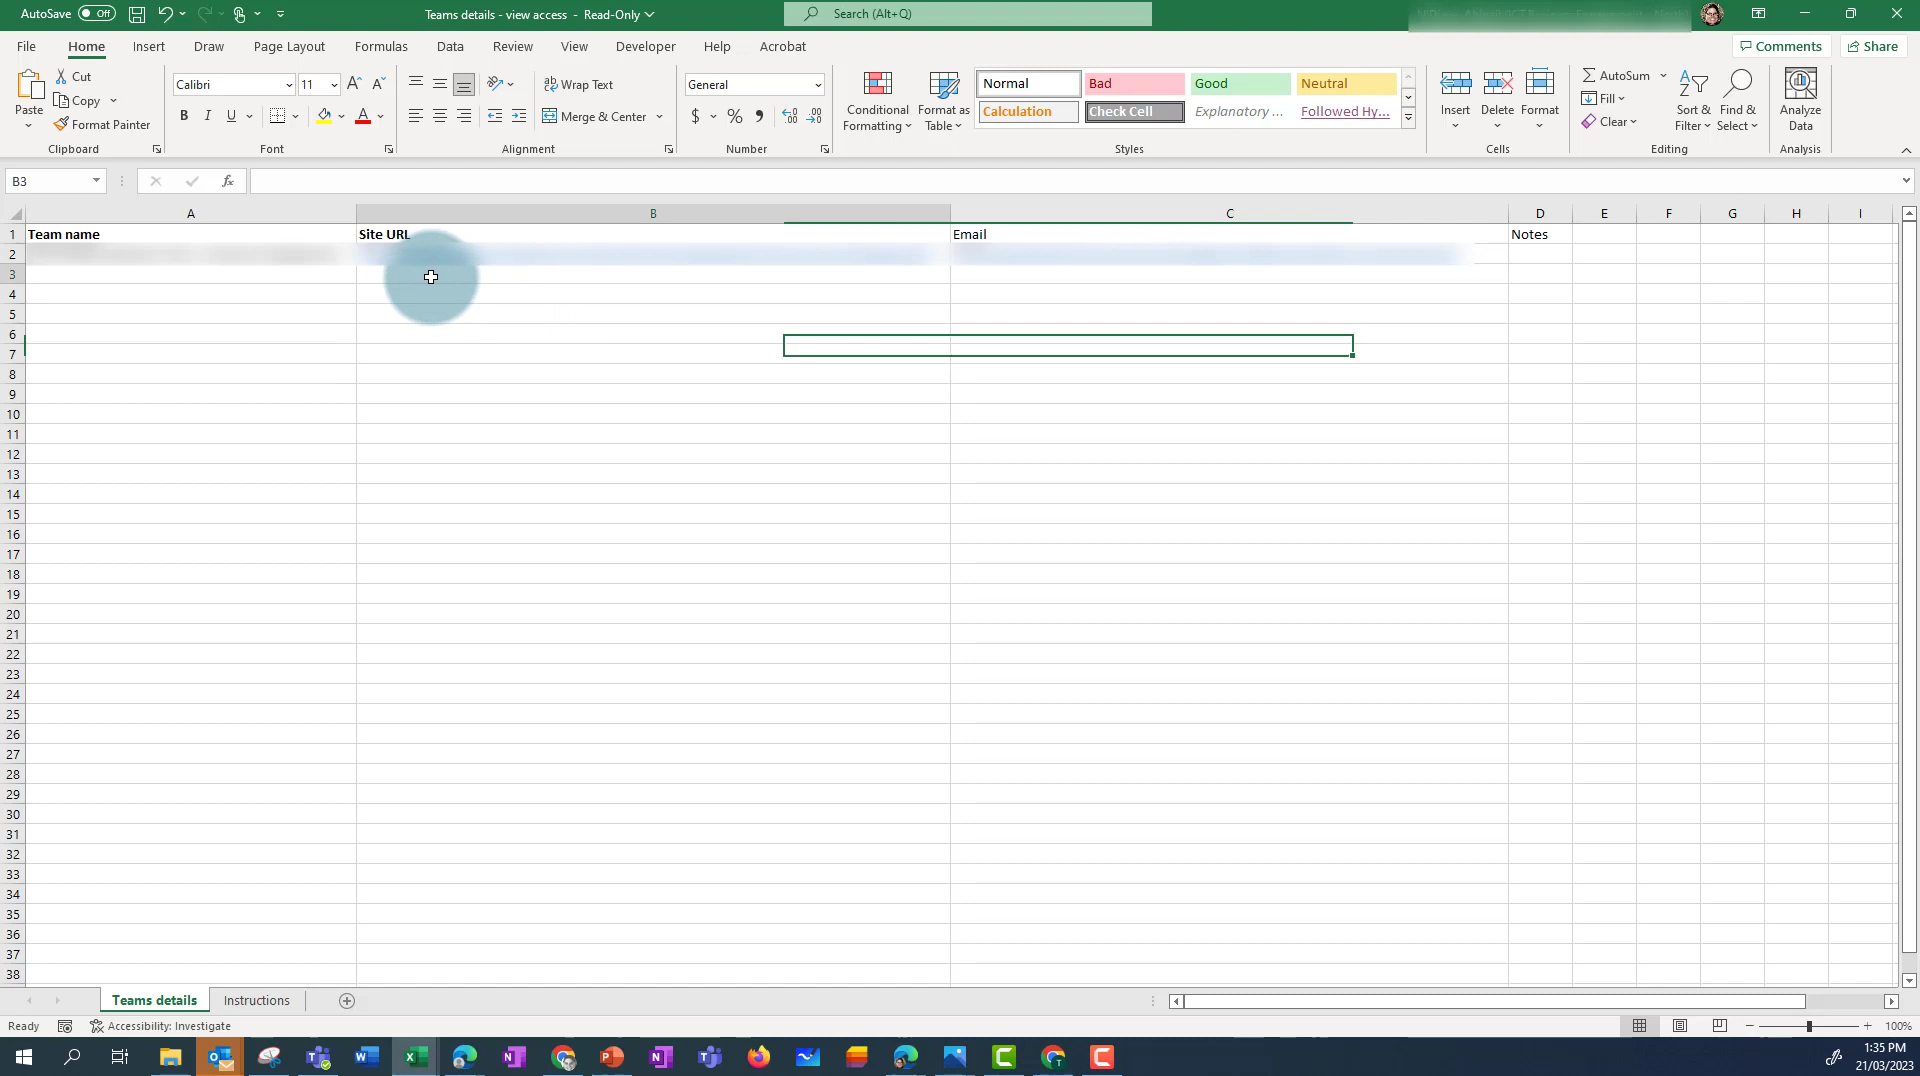 AutoSave Off Teams details - view access - Read-Only Search (Alt+Q)
File Home Insert Draw Page Layout Formulas Data Review View Developer Help Acrobat Comments Share
Paste Cut Copy Format Painter Clipboard
Calibri 11 B I U A Font
Wrap Text Merge & Center Alignment
General $ % Number
Conditional Formatting Format as Table
Normal Bad Good Neutral
Calculation Check Cell Explanatory ... Followed Hy...
Styles
Insert Delete Format Cells
AutoSum Fill Clear Sort & Filter Find & Select Editing
Analyze Data Analysis
B3 fx
A B C D E F G H I
1 Team name Site URL Email Notes
2
3
4
5
6
7
8
9
10
11
12
13
14
15
16
17
18
19
20
21
22
23
24
25
26
27
28
29
30
31
32
33
34
35
36
37
38
Teams details Instructions
Ready Accessibility: Investigate 100%
1:35 PM
21/03/2023